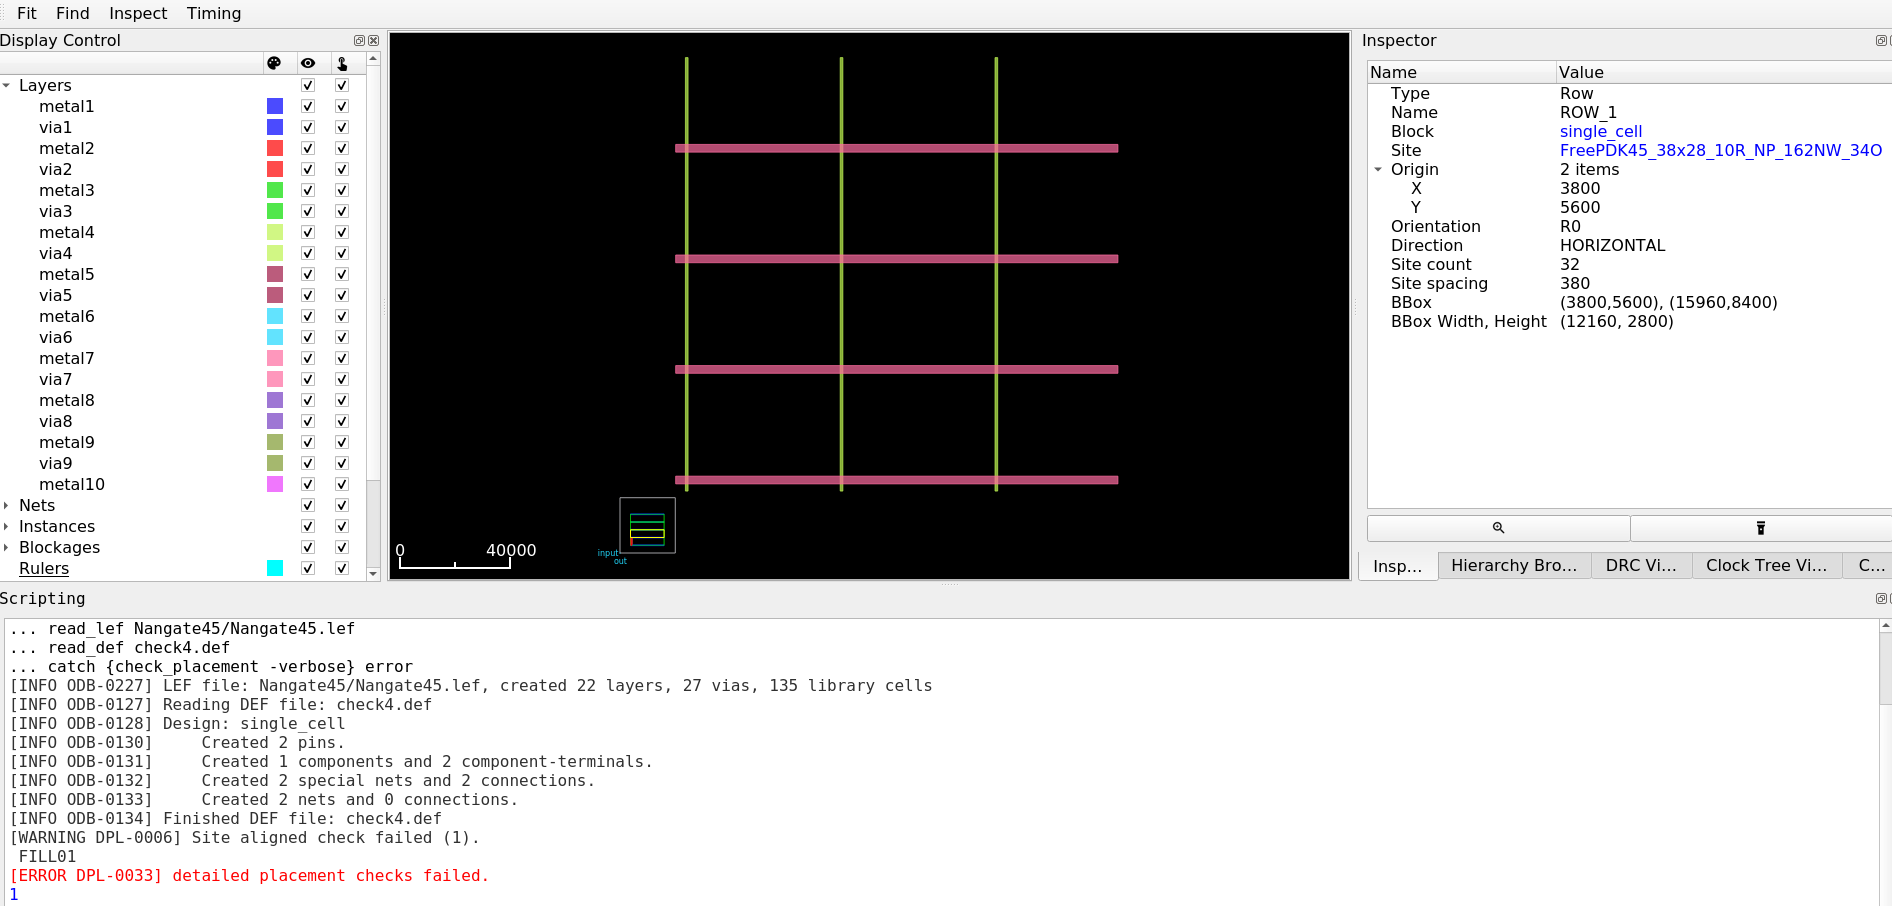 Fit Find Inspect Timing
Display Control
Layers
metal1
via1
metal2
via2
metal3
via3
metal4
via4
metal5
via5
metal6
via6
metal7
via7
metal8
via8
metal9
via9
metal10
Nets
Instances
Blockages
Rulers
0 40000
input
out
Inspector
Name Value
Type Row
Name ROW_1
Block single_cell
Site FreePDK45_38x28_10R_NP_162NW_34O
Origin 2 items
X 3800
Y 5600
Orientation R0
Direction HORIZONTAL
Site count 32
Site spacing 380
BBox (3800,5600), (15960,8400)
BBox Width, Height (12160, 2800)
Insp... Hierarchy Bro... DRC Vi... Clock Tree Vi... C...
Scripting
... read_lef Nangate45/Nangate45.lef
... read_def check4.def
... catch {check_placement -verbose} error
[INFO ODB-0227] LEF file: Nangate45/Nangate45.lef, created 22 layers, 27 vias, 135 library cells
[INFO ODB-0127] Reading DEF file: check4.def
[INFO ODB-0128] Design: single_cell
[INFO ODB-0130]     Created 2 pins.
[INFO ODB-0131]     Created 1 components and 2 component-terminals.
[INFO ODB-0132]     Created 2 special nets and 2 connections.
[INFO ODB-0133]     Created 2 nets and 0 connections.
[INFO ODB-0134] Finished DEF file: check4.def
[WARNING DPL-0006] Site aligned check failed (1).
FILL01
[ERROR DPL-0033] detailed placement checks failed.
1